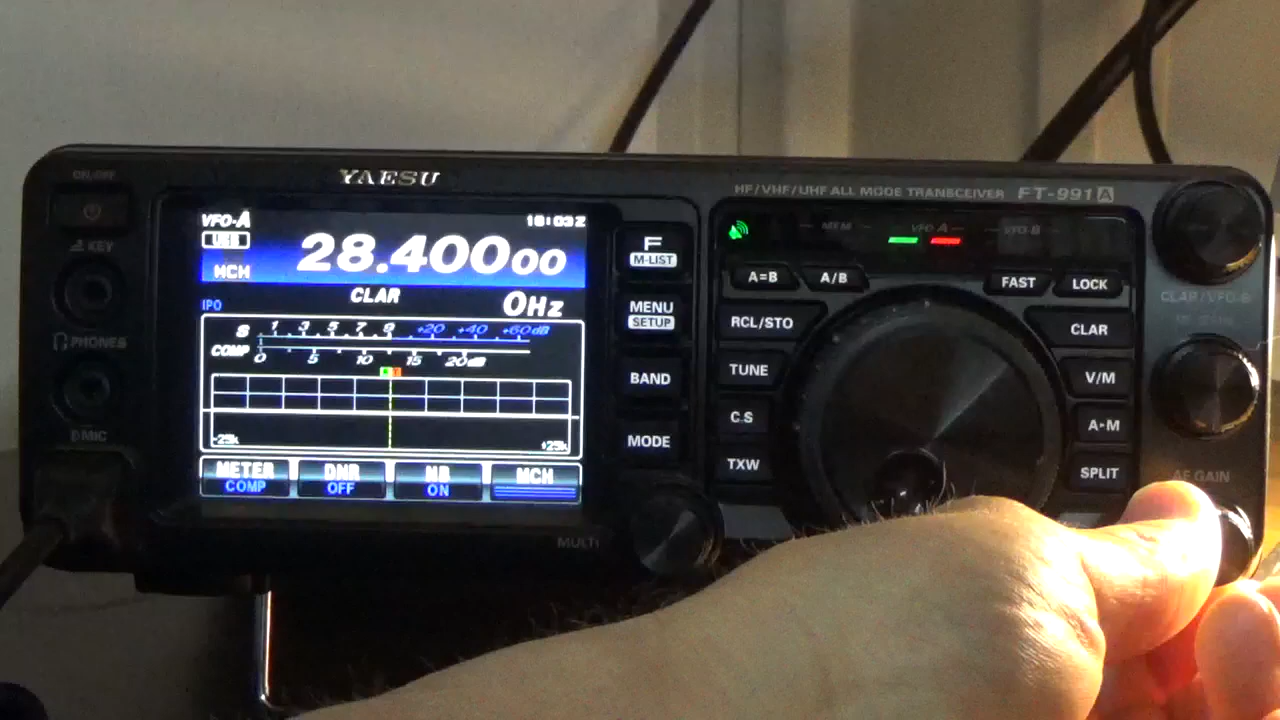 YAESU
HF/VHF/UHF ALL MODE TRANSCEIVER FT-991A
ON/OFF
KEY
PHONES
MIC
VFO-A
USB
MCH
28.40000
IPO
CLAR
0Hz
S 1 3 5 7 9 +20 +40 +60dB
COMP 0 5 10 15 20dB
-25k +25k
METER DNR NB MCH
COMP OFF ON
F
M-LIST
MENU
SETUP
BAND
MODE
MULTI
VFO-A VFO-B
A=B A/B FAST LOCK
RCL/STO CLAR
TUNE V/M
C.S A▸M
TXW SPLIT
CLAR/VFO-B
AF GAIN